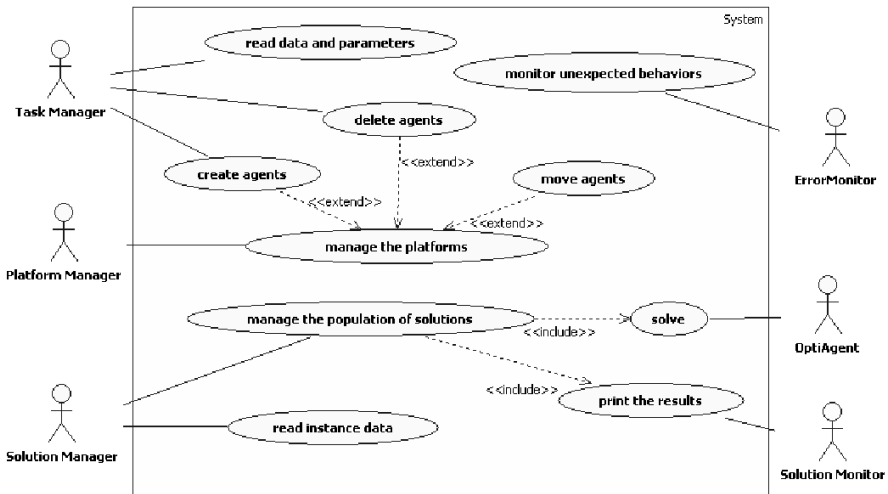 System
read data and parameters
monitor unexpected behaviors
Task Manager
delete agents
<<extend>>
create agents
move agents
ErrorMonitor
<<extend>>
<<extend>>
manage the platforms
Platform Manager
manage the population of solutions
solve
<<include>>
OptiAgent
<<include>>
print the results
read instance data
Solution Manager
Solution Monitor